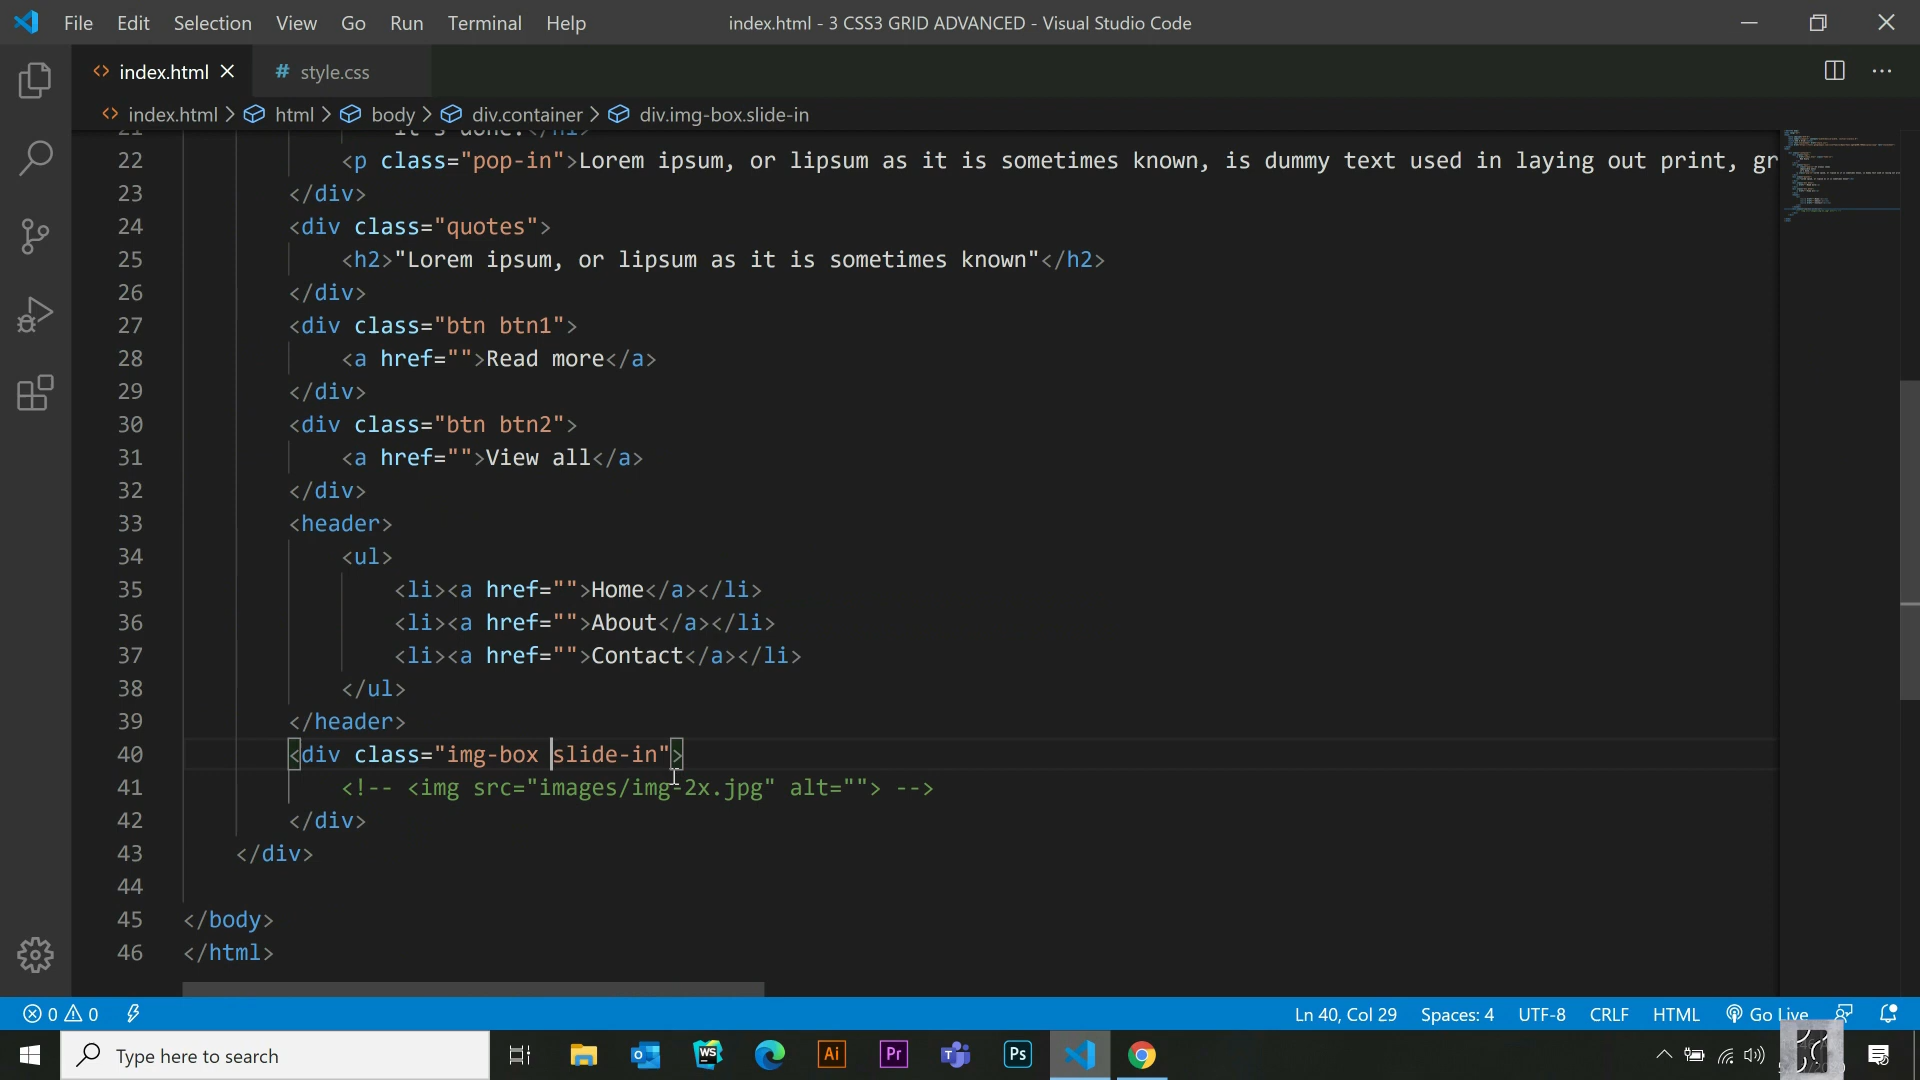 File Edit Selection View Go Run Terminal Help index.html - 3 CSS3 GRID ADVANCED - Visual Studio Code
index.html # style.css
index.html > html > body > div.container > div.img-box.slide-in
21 it's done.</h1>
22 <p class="pop-in">Lorem ipsum, or lipsum as it is sometimes known, is dummy text used in laying out print, gr
23 </div>
24 <div class="quotes">
25 <h2>"Lorem ipsum, or lipsum as it is sometimes known"</h2>
26 </div>
27 <div class="btn btn1">
28 <a href="">Read more</a>
29 </div>
30 <div class="btn btn2">
31 <a href="">View all</a>
32 </div>
33 <header>
34 <ul>
35 <li><a href="">Home</a></li>
36 <li><a href="">About</a></li>
37 <li><a href="">Contact</a></li>
38 </ul>
39 </header>
40 <div class="img-box slide-in">
41 <!-- <img src="images/img-2x.jpg" alt=""> -->
42 </div>
43 </div>
44
45 </body>
46 </html>
0 0 Ln 40, Col 29 Spaces: 4 UTF-8 CRLF HTML Go Live
Type here to search WS Ai Pr T Ps